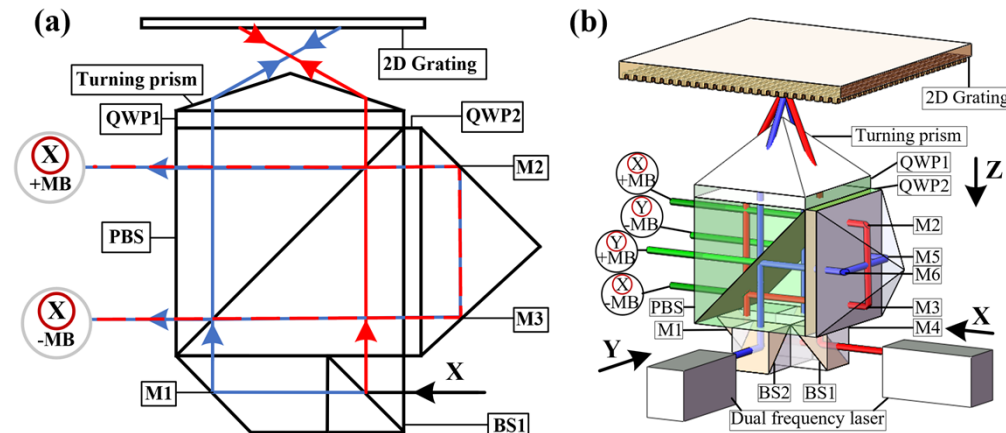 (a)
2D Grating
Turning prism
QWP1
QWP2
X
+MB
M2
PBS
X
-MB
M3
M1
X
BS1
(b)
2D Grating
Turning prism
QWP1
QWP2
Z
X
+MB
Y
-MB
M2
M5
M6
Y
+MB
X
-MB
PBS
M3
M1
M4
X
Y
BS2
BS1
Dual frequency laser